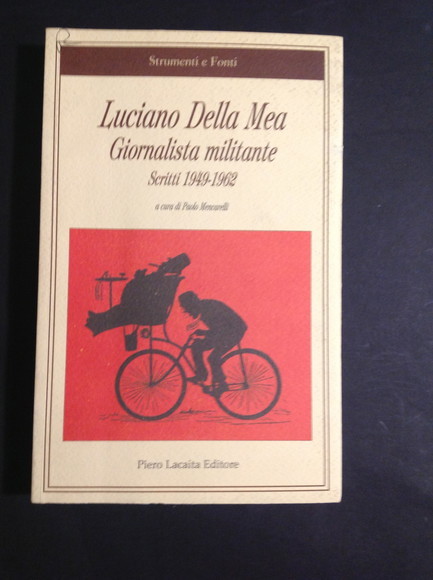 Strumenti e Fonti
Luciano Della Mea
Giornalista militante
Scritti 1949-1962
a cura di Paolo Mencarelli
Piero Lacaita Editore